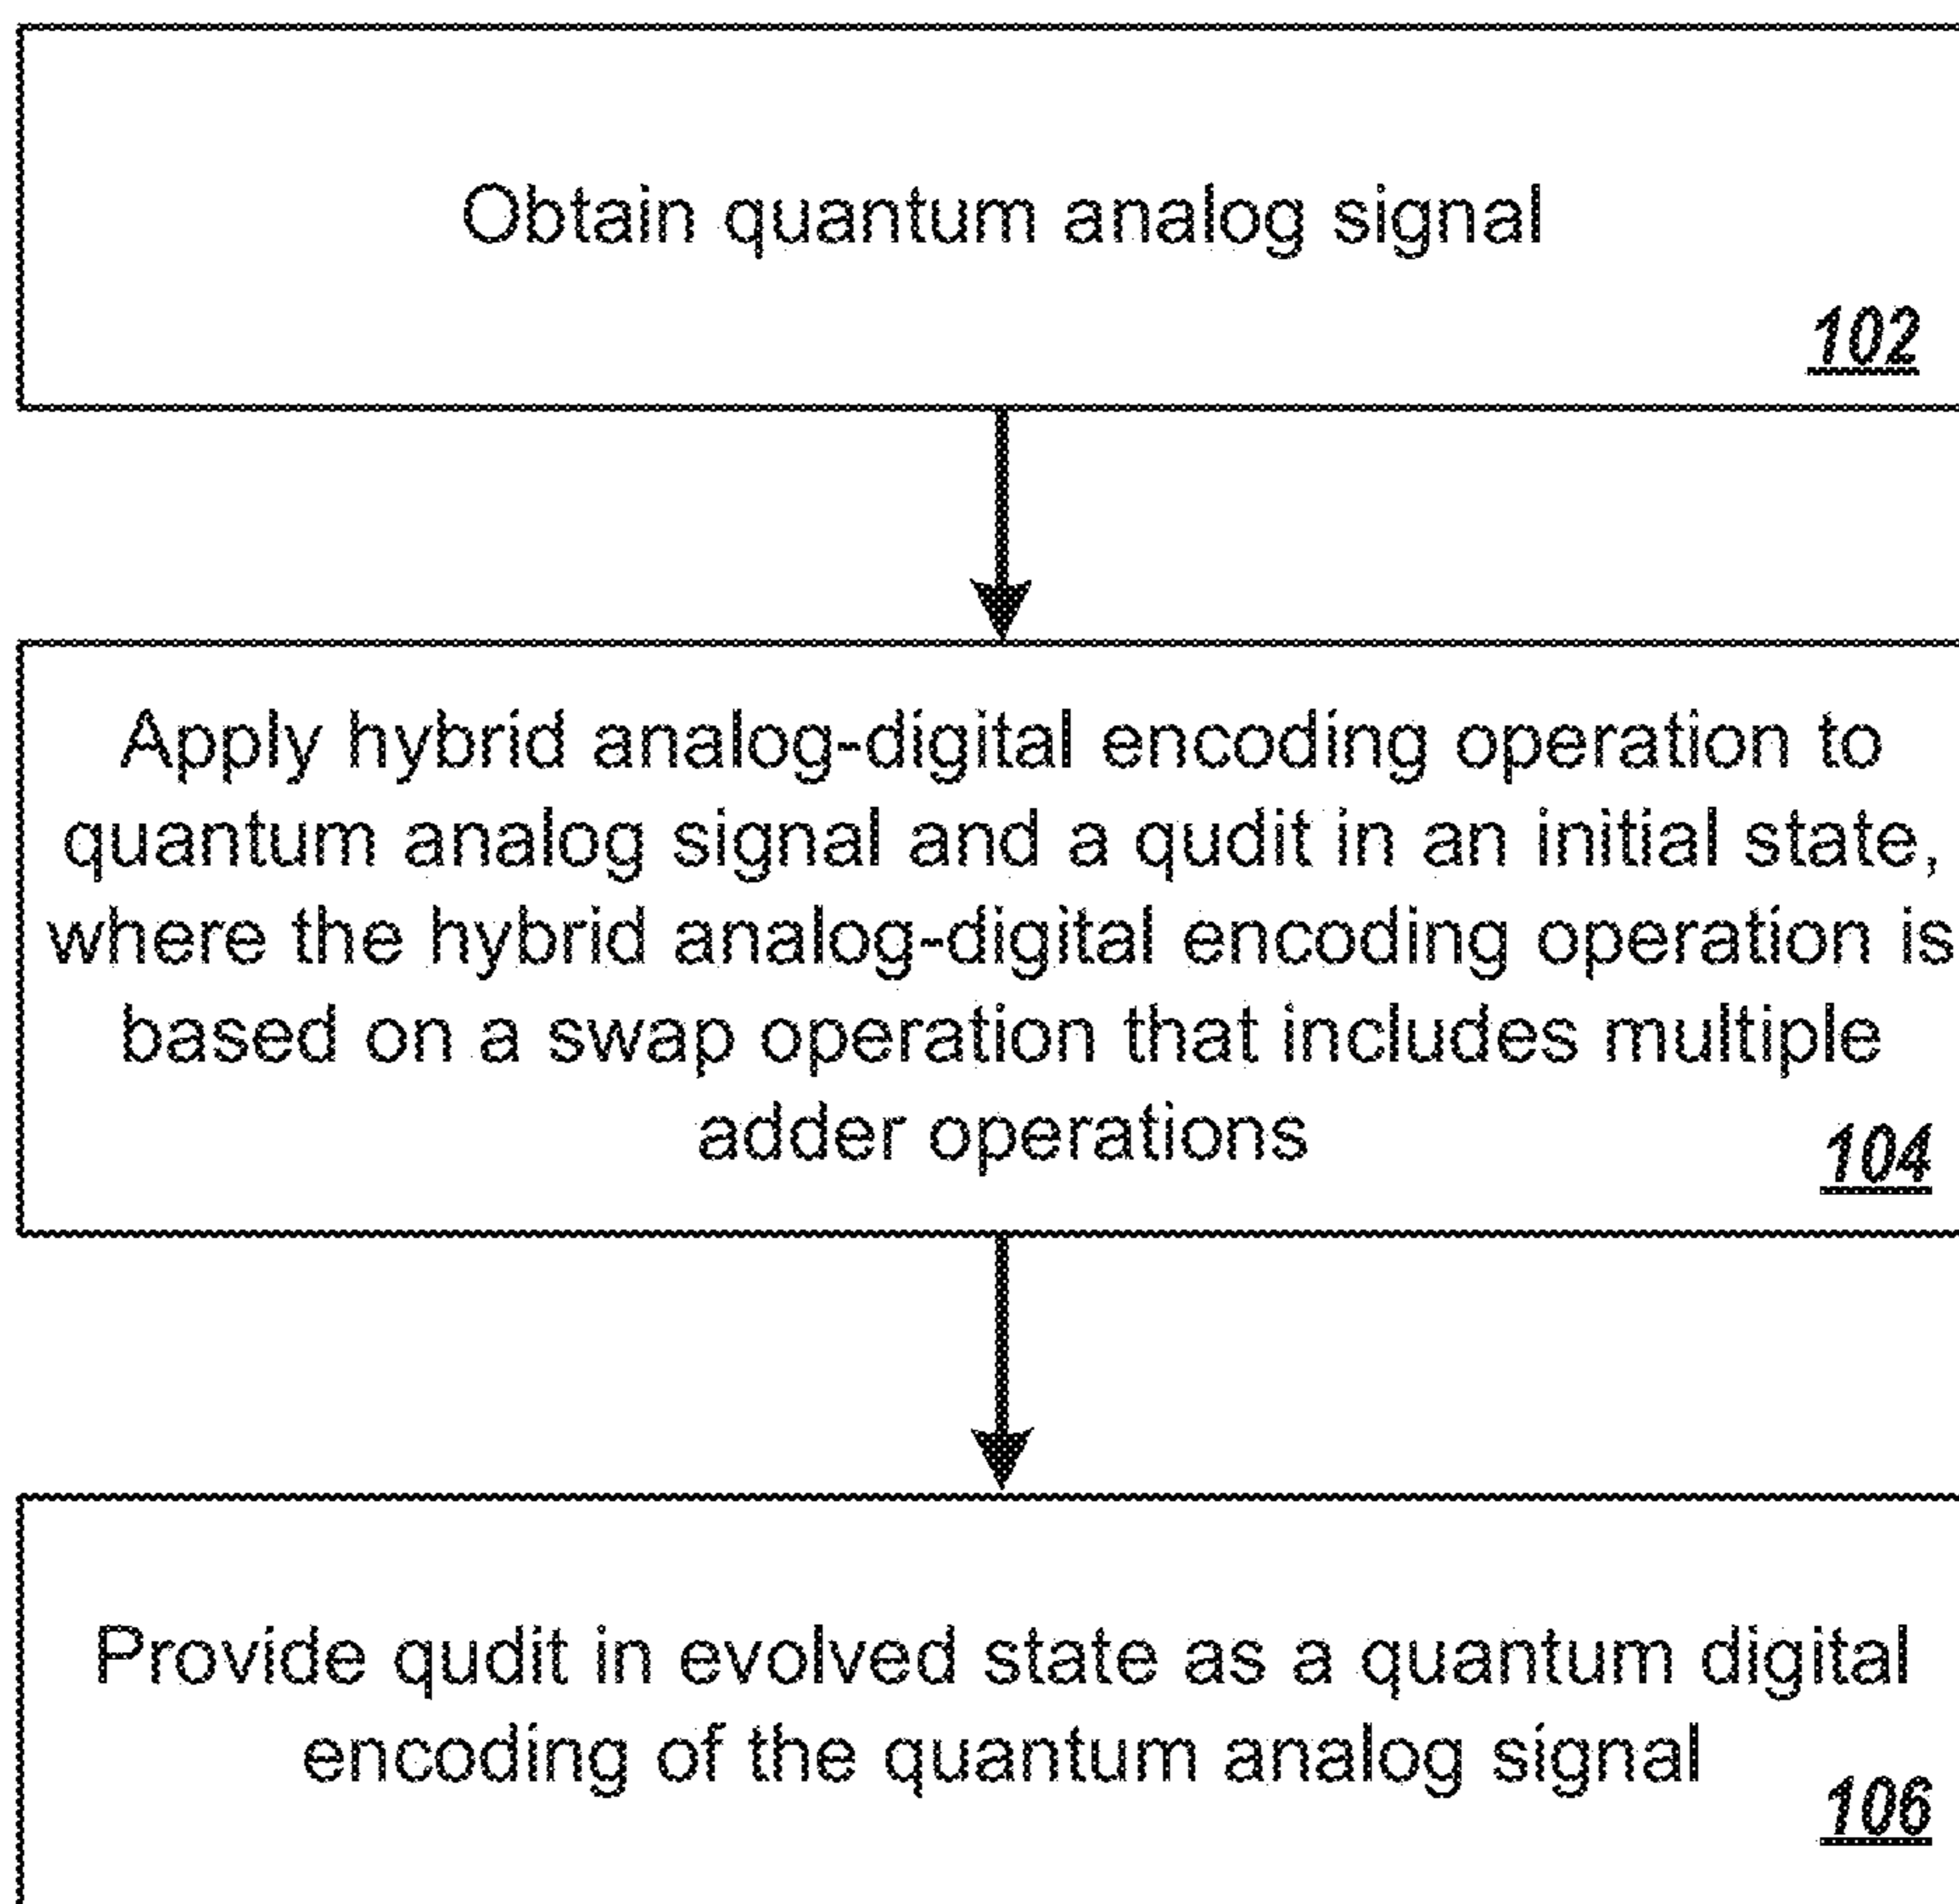 Obtain quantum analog signal
102
Apply hybrid analog-digital encoding operation to
quantum analog signal and a qudit in an initial state,
where the hybrid analog-digital encoding operation is
based on a swap operation that includes multiple
adder operations
104
Provide qudit in evolved state as a quantum digital
encoding of the quantum analog signal
106